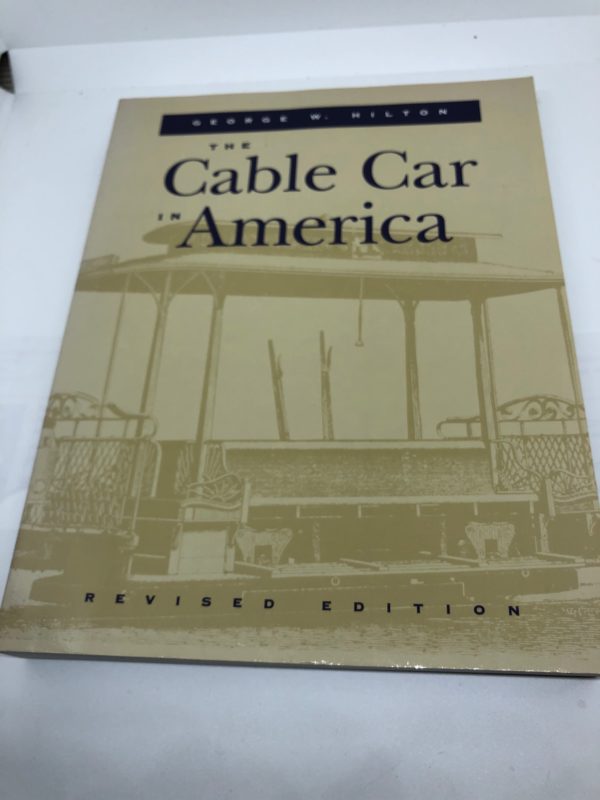 GEORGE W. HILTON
THE
Cable Car
IN America
REVISED EDITION